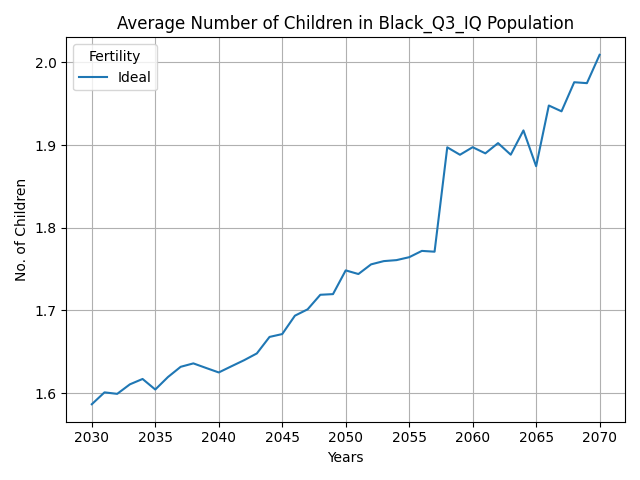 Average Number of Children in Black_Q3_IQ Population
Fertility
Ideal
No. of Children
2.0
1.9
1.8
1.7
1.6
2030 2035 2040 2045 2050 2055 2060 2065 2070
Years